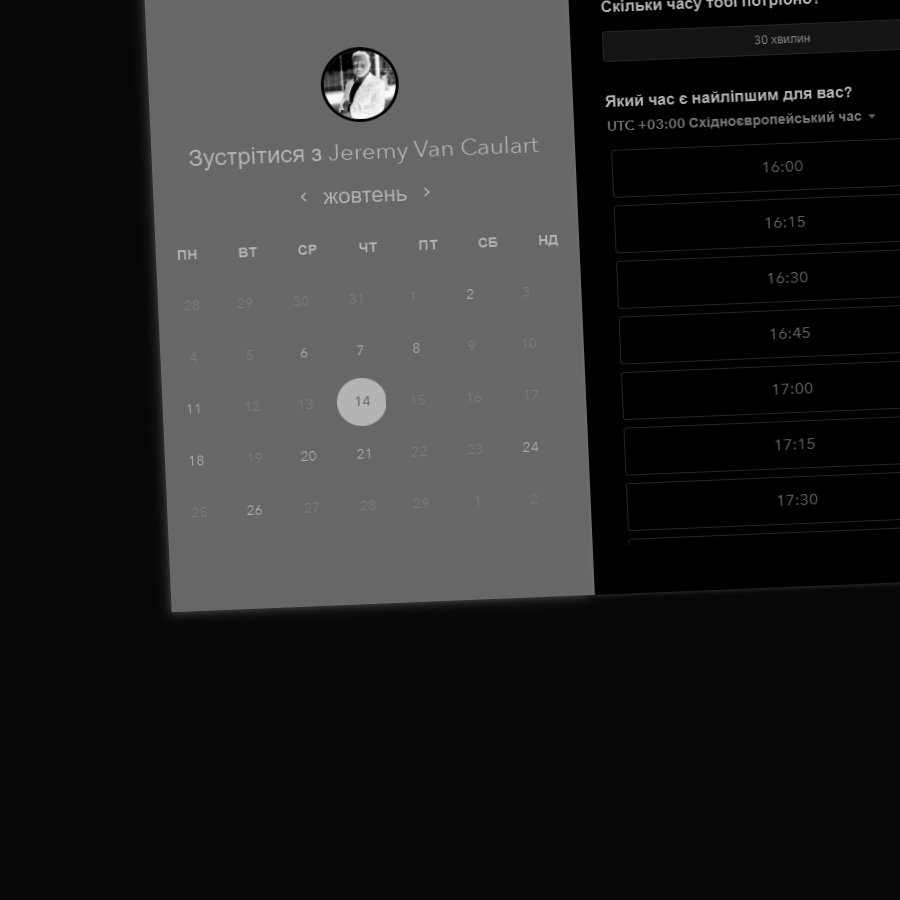 Зустрітися з Jeremy Van Caulart
жовтень
ПН ВТ СР ЧТ ПТ СБ НД
28 29 30 31 1 2 3
4 5 6 7 8 9 10
11 12 13 14 15 16 17
18 19 20 21 22 23 24
25 26 27 28 29 1 2
Скільки часу тобі потрібно?
30 хвилин
Який час є найліпшим для вас?
UTC +03:00 Східноєвропейський час
16:00
16:15
16:30
16:45
17:00
17:15
17:30